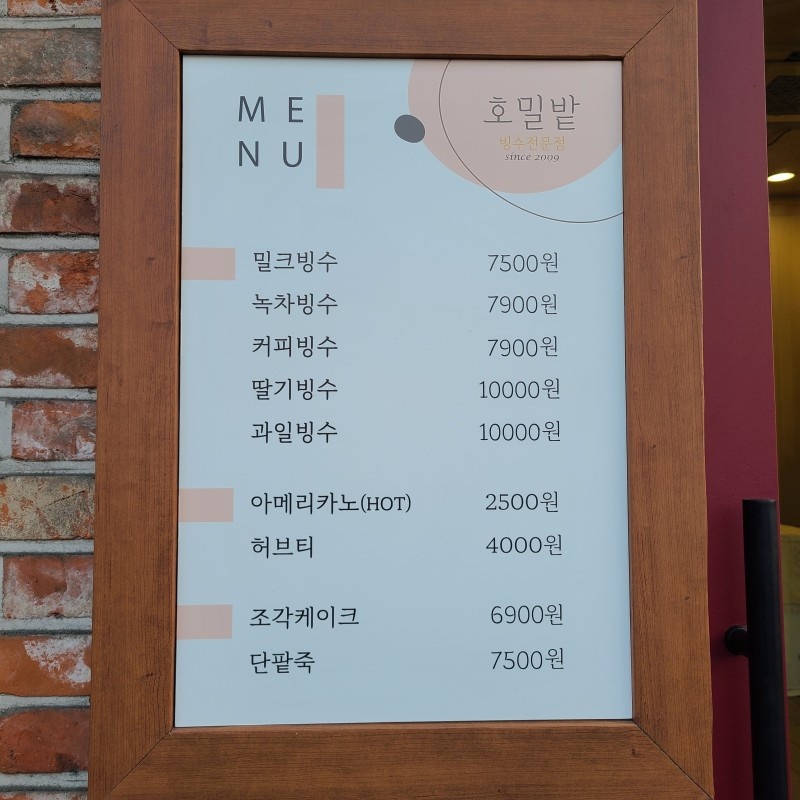 ME
NU
호밀밭
빙수전문점
since 2009
밀크빙수 7500원
녹차빙수 7900원
커피빙수 7900원
딸기빙수 10000원
과일빙수 10000원
아메리카노(HOT) 2500원
허브티 4000원
조각케이크 6900원
단팥죽 7500원